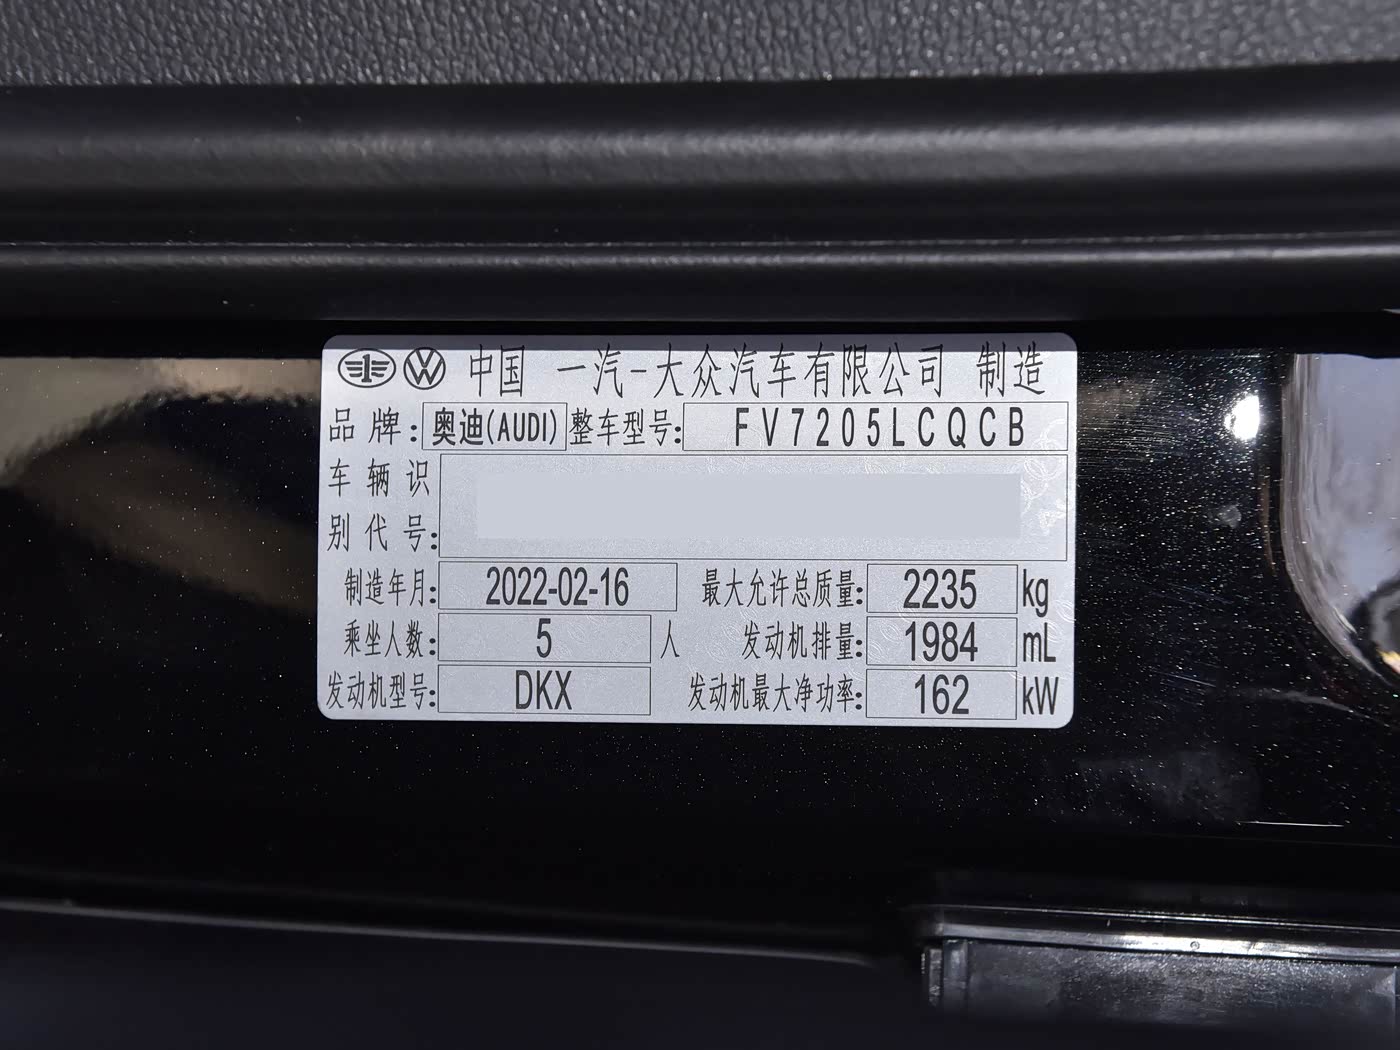 中国 一汽-大众汽车有限公司 制造
品牌: 奥迪(AUDI) 整车型号: FV7205LCQCB
车辆识
别代号:
制造年月: 2022-02-16 最大允许总质量: 2235 kg
乘坐人数: 5 人 发动机排量: 1984 mL
发动机型号: DKX 发动机最大净功率: 162 kW